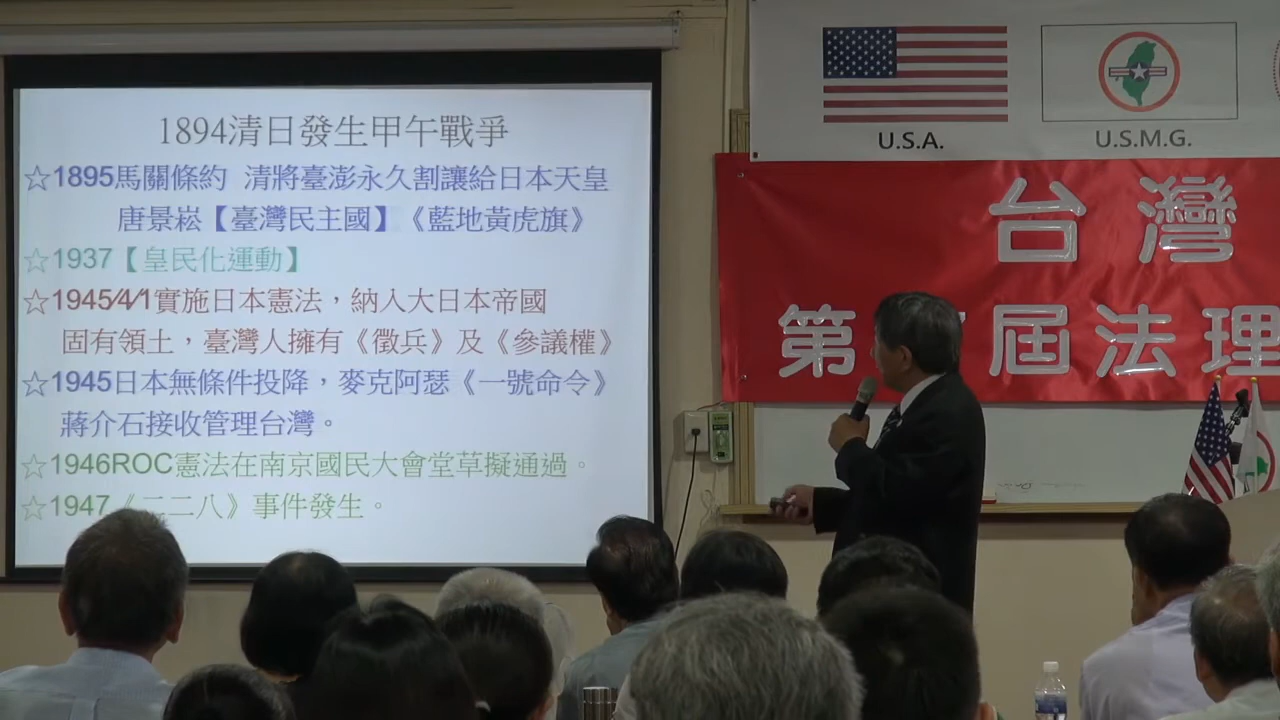 1894清日發生甲午戰爭
☆1895馬關條約 清將臺澎永久割讓給日本天皇
唐景崧【臺灣民主國】《藍地黃虎旗》
☆1937【皇民化運動】
☆1945/4/1實施日本憲法，納入大日本帝國
固有領土，臺灣人擁有《徵兵》及《參議權》
☆1945日本無條件投降，麥克阿瑟《一號命令》
蔣介石接收管理台灣。
☆1946ROC憲法在南京國民大會堂草擬通過。
☆1947《二二八》事件發生。
U.S.A.
U.S.M.G.
台灣
第 屆法理